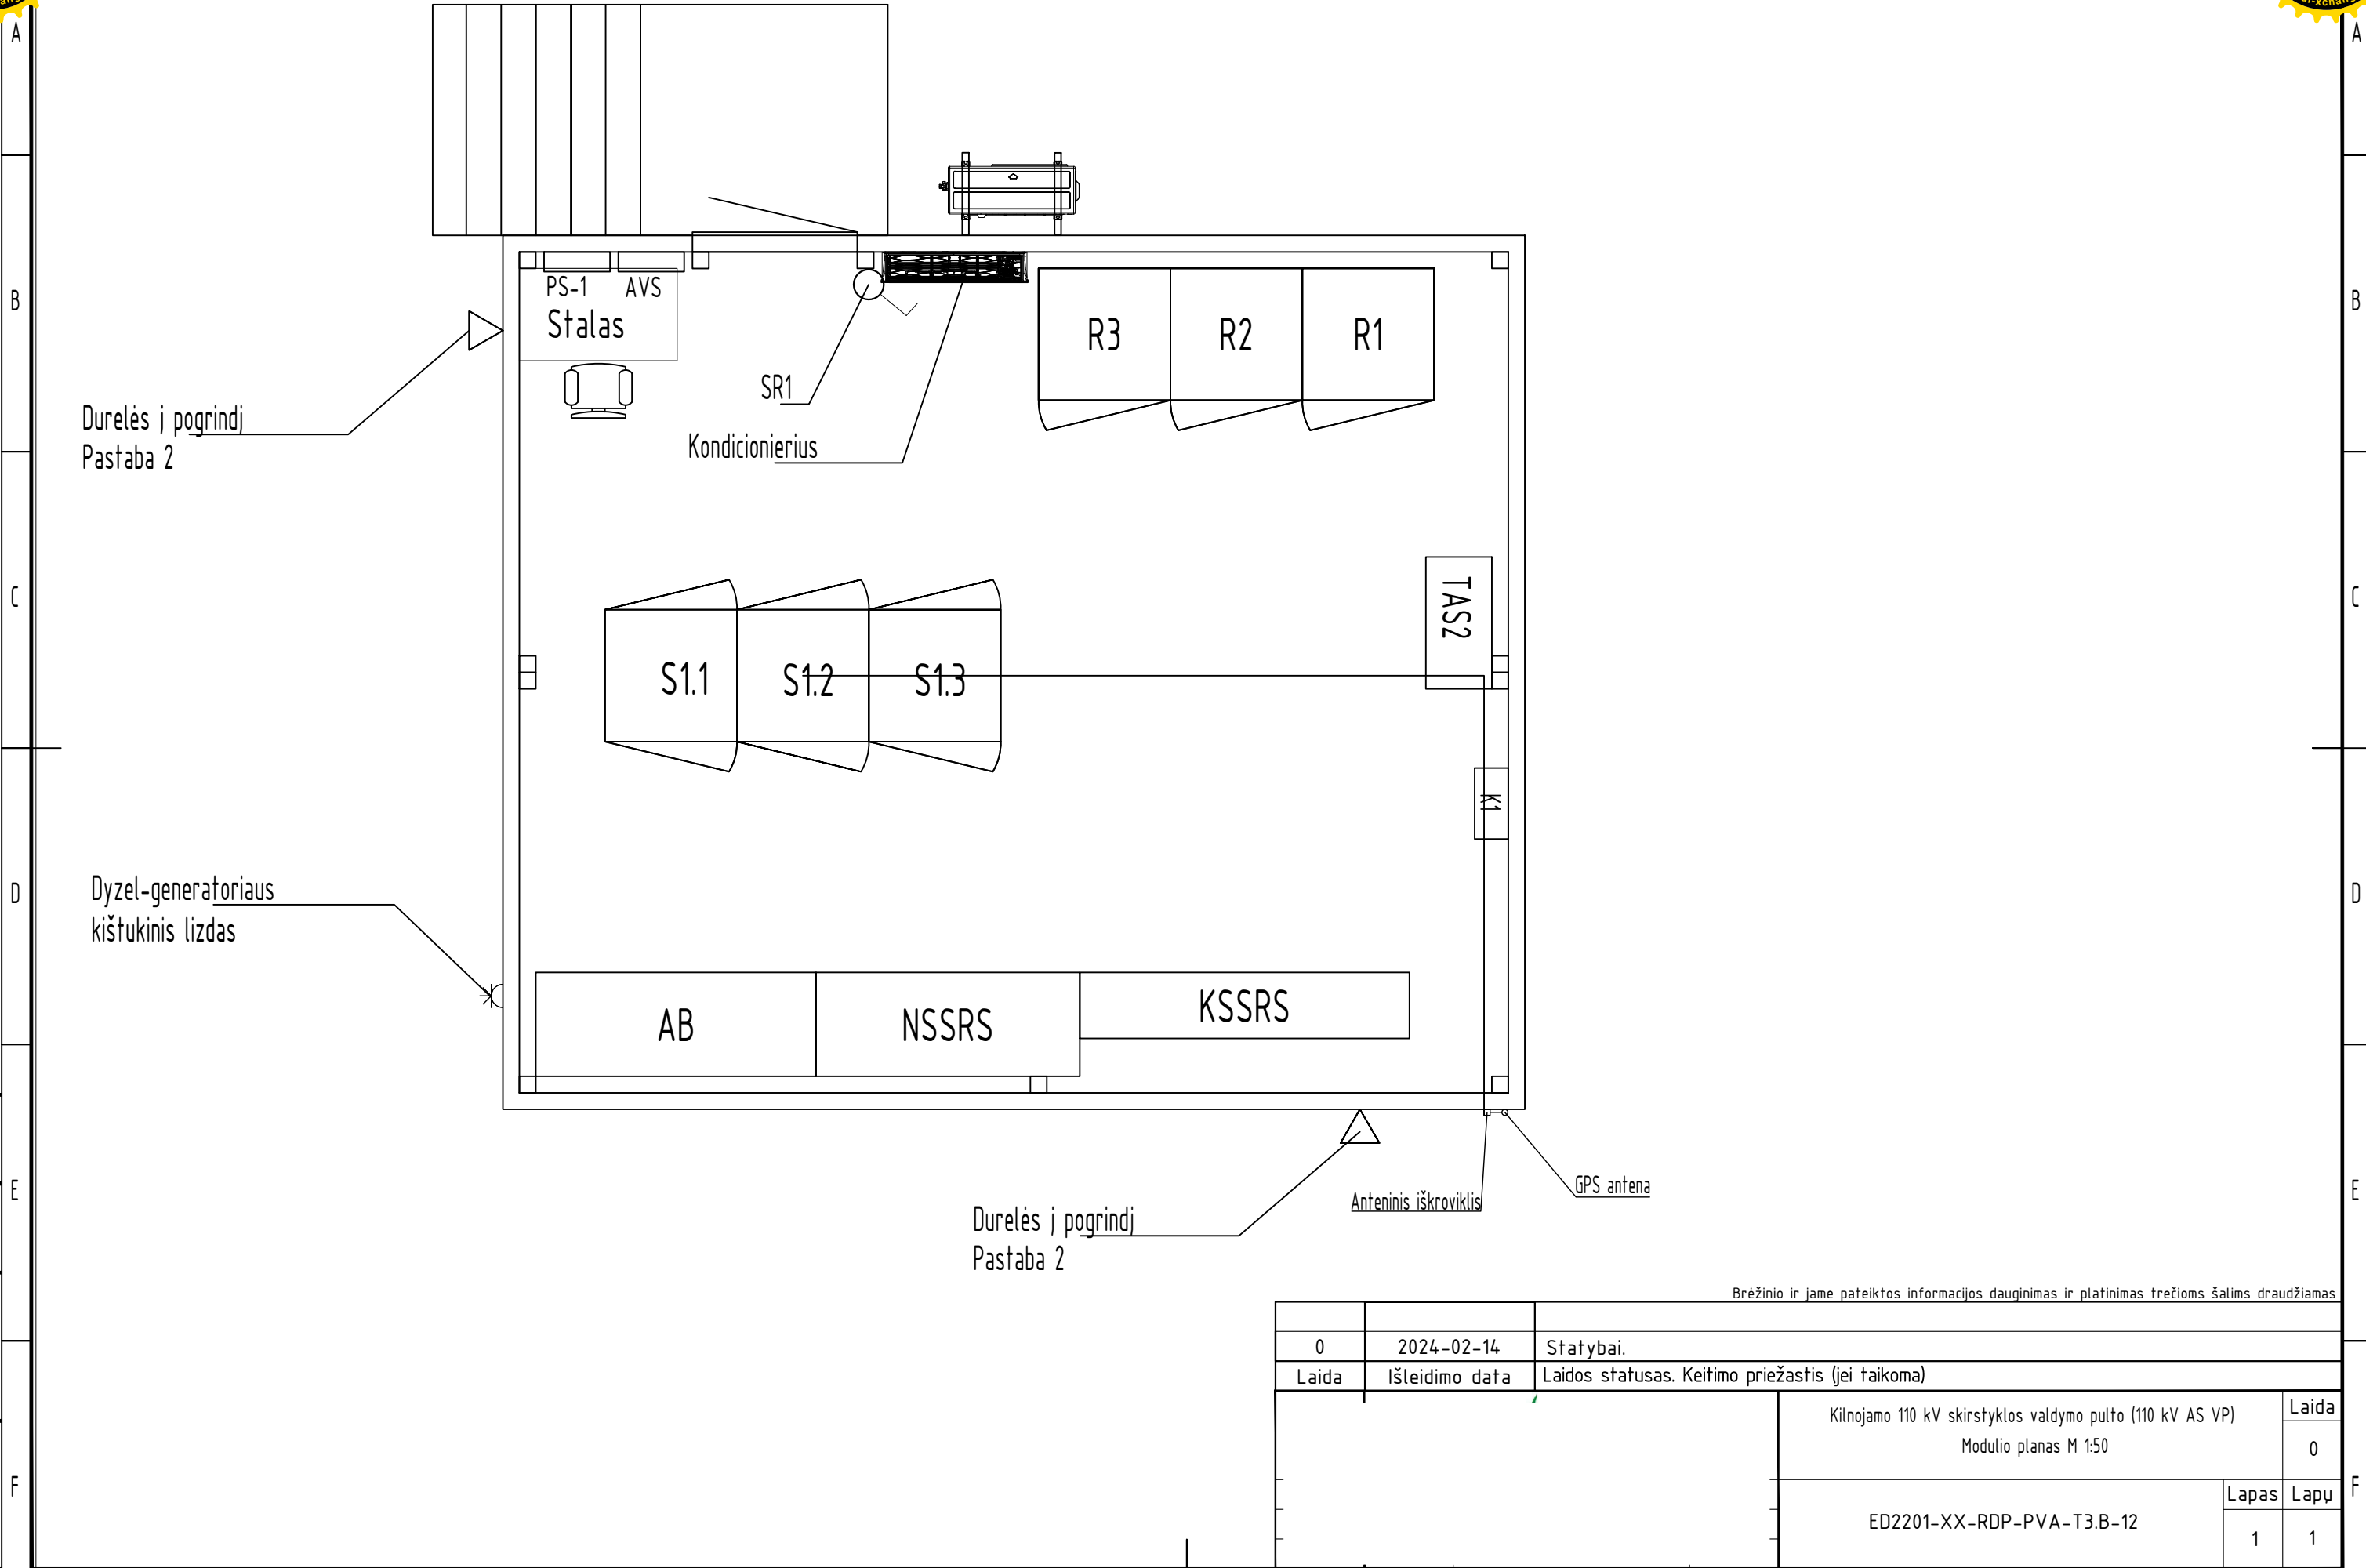 A
A
B
B
C
C
D
D
E
E
F
F
PS-1
AVS
Stalas
R3
R2
R1
SR1
Kondicionierius
Durelės į pogrindį
Pastaba 2
TAS2
S1.1
S1.2
S1.3
K1
Dyzel-generatoriaus
kištukinis lizdas
AB
NSSRS
KSSRS
Anteninis iškroviklis
GPS antena
Durelės į pogrindį
Pastaba 2
Brėžinio ir jame pateiktos informacijos dauginimas ir platinimas trečioms šalims draudžiamas
0
2024-02-14
Statybai.
Laida
Išleidimo data
Laidos statusas. Keitimo priežastis (jei taikoma)
Kilnojamo 110 kV skirstyklos valdymo pulto (110 kV AS VP)
Modulio planas M 1:50
Laida
0
ED2201-XX-RDP-PVA-T3.B-12
Lapas
Lapų
1
1